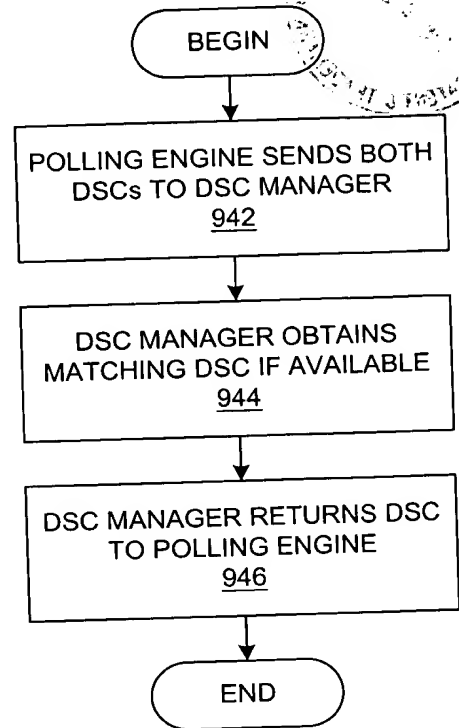 BEGIN
POLLING ENGINE SENDS BOTH
DSCs TO DSC MANAGER
942
DSC MANAGER OBTAINS
MATCHING DSC IF AVAILABLE
944
DSC MANAGER RETURNS DSC
TO POLLING ENGINE
946
END